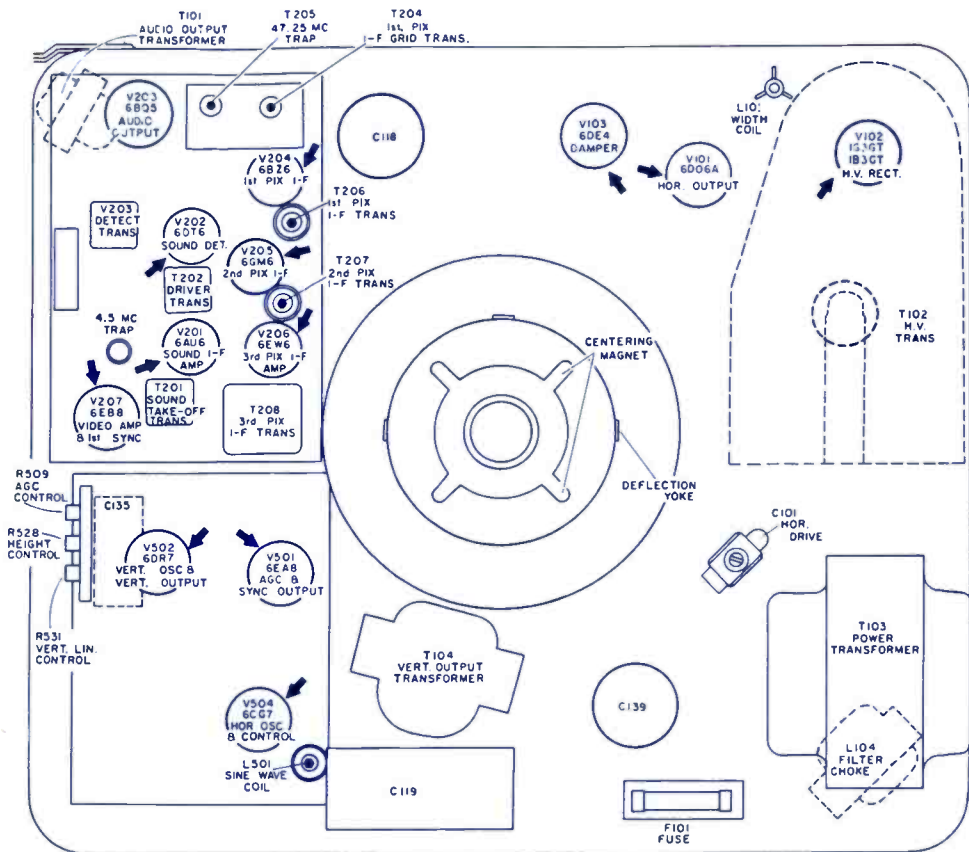 T101
AUDIO OUTPUT
TRANSFORMER
T205
47.25 MC
TRAP
T204
1st, PIX
1-F GRID TRANS.
V2C3
6BQ5
AUDIO
OUTPUT
C118
V103
6DE4
DAMPER
V101
6DQ6A
HOR. OUTPUT
L101
WIDTH
COIL
V102
1G3GT
1B3GT
H.V. RECT.
V204
6BZ6
1st PIX I-F
T206
1st PIX
1-F TRANS
V203
DETECT
TRANS
V202
6DT6
SOUND DET.
V205
6GM6
2nd PIX I-F
T207
2nd PIX
1-F TRANS
T202
DRIVER
TRANS
4.5 MC
TRAP
V201
6AU6
SOUND I-F
AMP
V206
6EW6
3rd PIX I-F
AMP
CENTERING
MAGNET
T102
H.V.
TRANS
V207
6EB8
VIDEO AMP
& 1st SYNC
T201
SOUND
TAKE-OFF
TRANS
T208
3rd PIX
I-F TRANS
R509
AGC
CONTROL
C135
DEFLECTION
YOKE
R528
HEIGHT
CONTROL
V502
6DR7
VERT. OSC &
VERT. OUTPUT
V501
6EA8
AGC &
SYNC OUTPUT
C101
HOR.
DRIVE
R531
VERT. LIN.
CONTROL
T104
VERT. OUTPUT
TRANSFORMER
T103
POWER
TRANSFORMER
V504
6CG7
HOR OSC
& CONTROL
C139
L501
SINE WAVE
COIL
C119
L104
FILTER
CHOKE
F101
FUSE